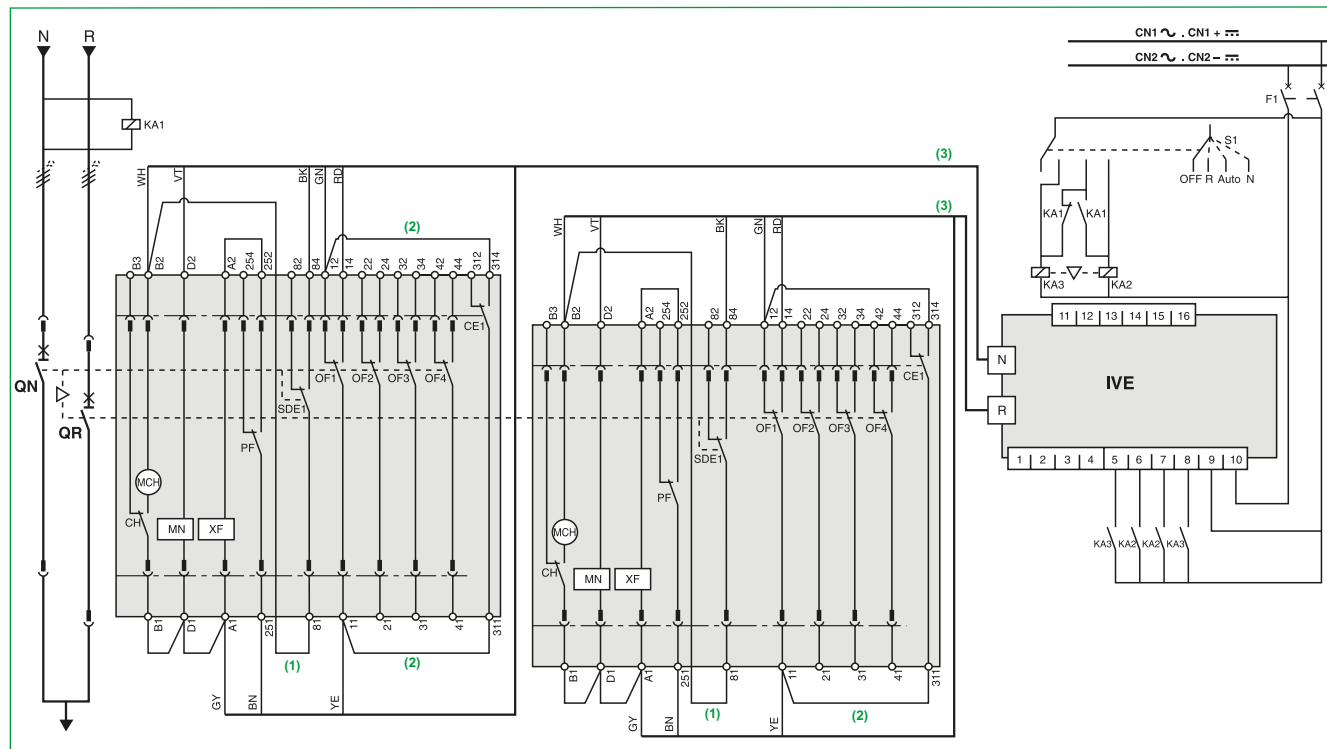 N R
CN1 ∿ . CN1 + ⎓
CN2 ∿ . CN2 – ⎓
F1
KA1
S1
OFF R Auto N
KA1 KA1
KA3 KA2
(3)
WH VT BK GN RD
(2)
B3 B2 D2 A2 254 252 82 84 12 14 22 24 32 34 42 44 312 314
CE1
OF1 OF2 OF3 OF4
SDE1
PF
MCH
CH
MN XF
B1 D1 A1 251 81 11 21 31 41 311
(1) (2)
GY BN YE
QN
QR
(3)
WH VT BK GN RD
B3 B2 D2 A2 254 252 82 84 12 14 22 24 32 34 42 44 312 314
CE1
OF1 OF2 OF3 OF4
SDE1
PF
MCH
CH
MN XF
B1 D1 A1 251 81 11 21 31 41 311
(1) (2)
GY BN YE
11 12 13 14 15 16
N
IVE
R
1 2 3 4 5 6 7 8 9 10
KA3 KA2 KA2 KA3